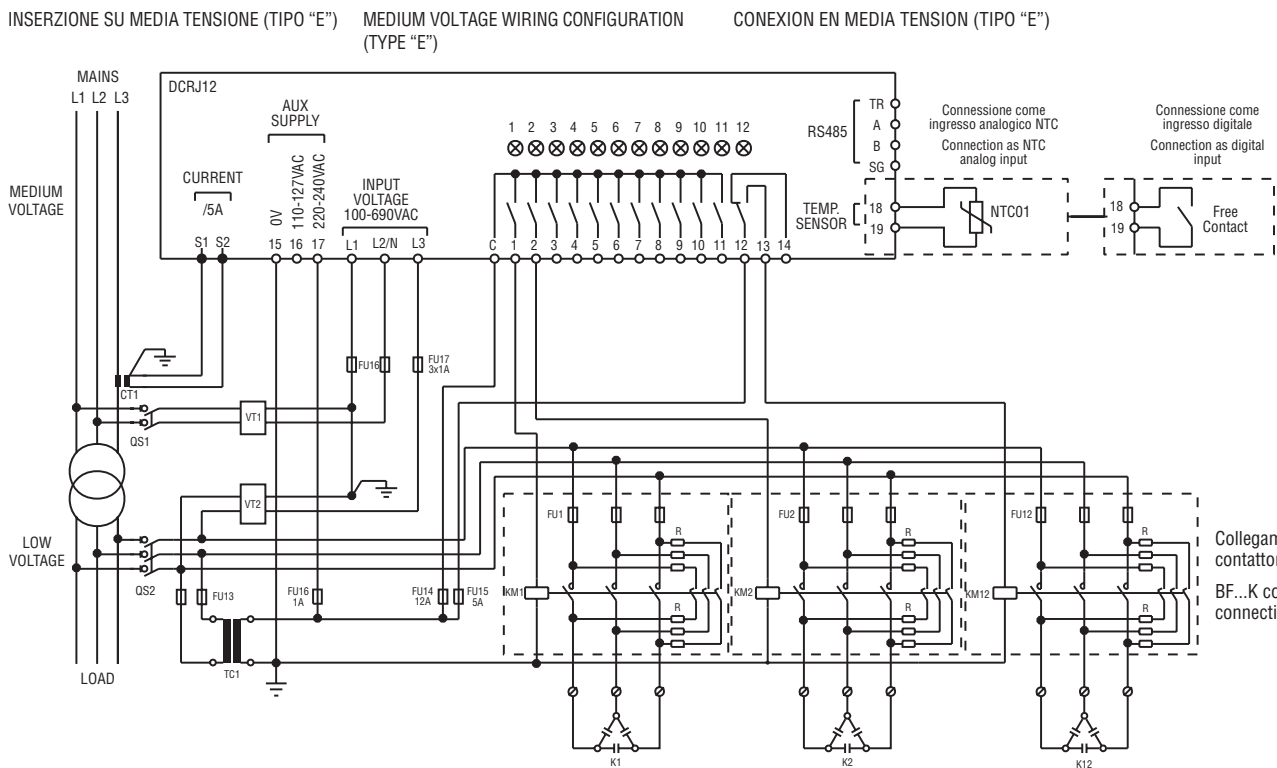 INSERZIONE SU MEDIA TENSIONE (TIPO “E”)
MEDIUM VOLTAGE WIRING CONFIGURATION
(TYPE “E”)
CONEXION EN MEDIA TENSION (TIPO “E”)
MAINS
L1 L2 L3
DCRJ12
AUX
SUPPLY
CURRENT
/5A
S1 S2
0V
110-127VAC
220-240VAC
15 16 17
INPUT
VOLTAGE
100-690VAC
L1 L2/N L3
1 2 3 4 5 6 7 8 9 10 11 12
C 1 2 3 4 5 6 7 8 9 10 11 12 13 14
RS485
TR
A
B
SG
TEMP.
SENSOR
18
19
Connessione come
ingresso analogico NTC
Connection as NTC
analog input
NTC01
Connessione come
ingresso digitale
Connection as digital
input
18
19
Free
Contact
MEDIUM
VOLTAGE
CT1
FU16
FU17
3x1A
QS1
VT1
VT2
LOW
VOLTAGE
QS2
FU13
FU16
1A
FU14
12A
FU15
5A
TC1
LOAD
FU1
R
KM1
R
K1
FU2
R
KM2
R
K2
FU12
R
KM12
R
K12
Collegam
contattor
BF...K co
connecti